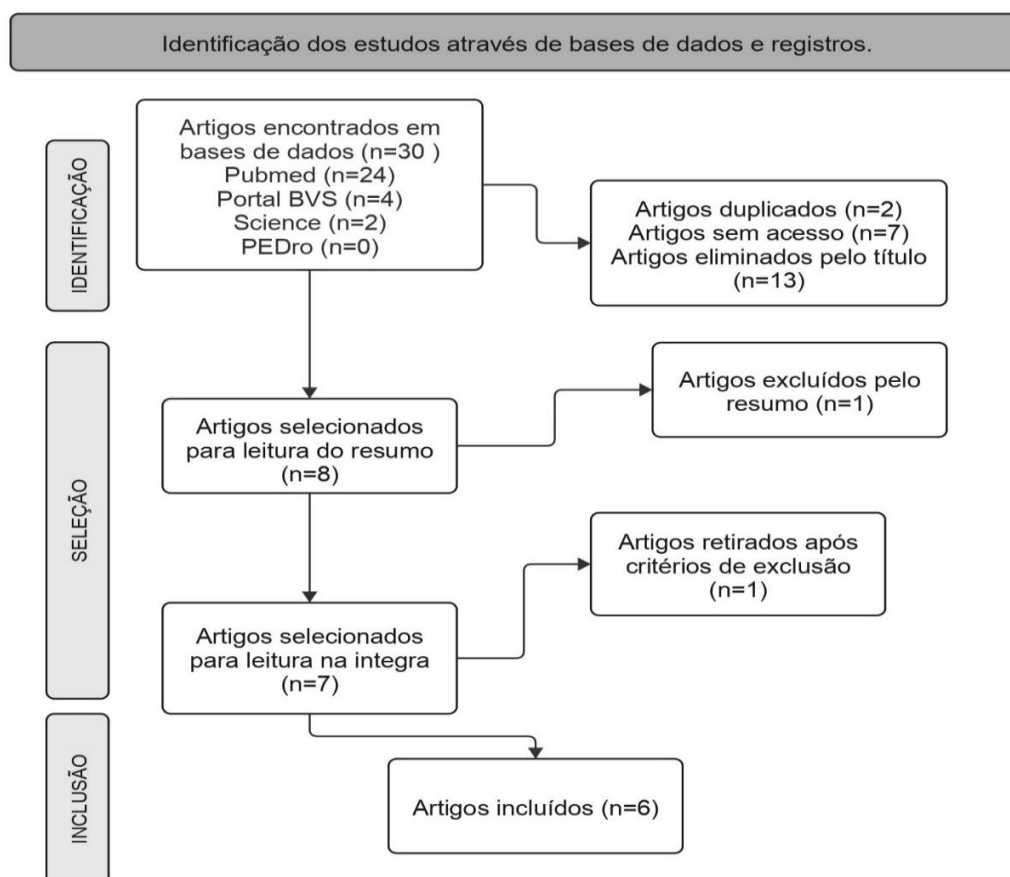 Identificação dos estudos através de bases de dados e registros.
IDENTIFICAÇÃO
Artigos encontrados em
bases de dados (n=30 )
Pubmed (n=24)
Portal BVS (n=4)
Science (n=2)
PEDro (n=0)
Artigos duplicados (n=2)
Artigos sem acesso (n=7)
Artigos eliminados pelo título
(n=13)
SELEÇÃO
Artigos selecionados
para leitura do resumo
(n=8)
Artigos excluídos pelo
resumo (n=1)
Artigos selecionados
para leitura na integra
(n=7)
Artigos retirados após
critérios de exclusão
(n=1)
INCLUSÃO
Artigos incluídos (n=6)